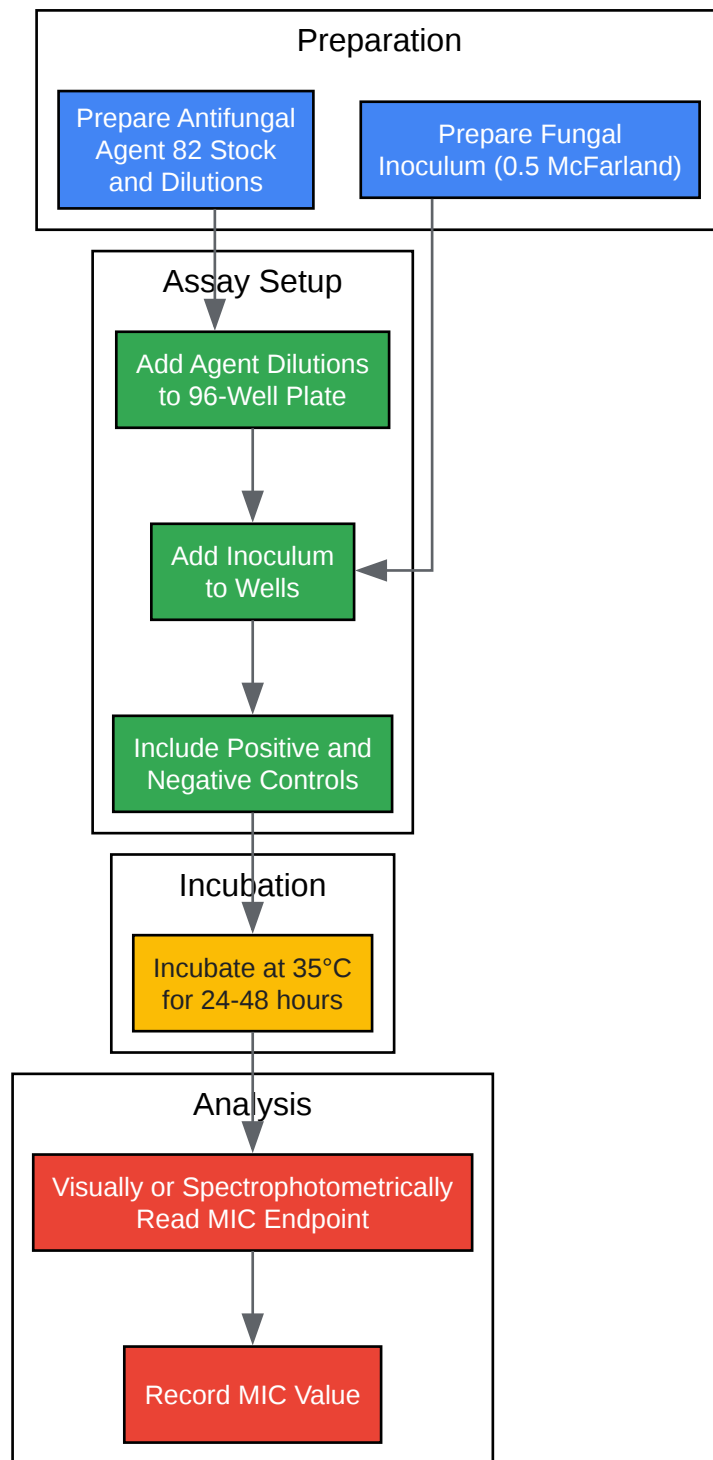 Preparation
Prepare Antifungal
Agent 82 Stock
and Dilutions
Prepare Fungal
Inoculum (0.5 McFarland)
Assay Setup
Add Agent Dilutions
to 96-Well Plate
Add Inoculum
to Wells
Include Positive and
Negative Controls
Incubation
Incubate at 35°C
for 24-48 hours
Analysis
Visually or Spectrophotometrically
Read MIC Endpoint
Record MIC Value